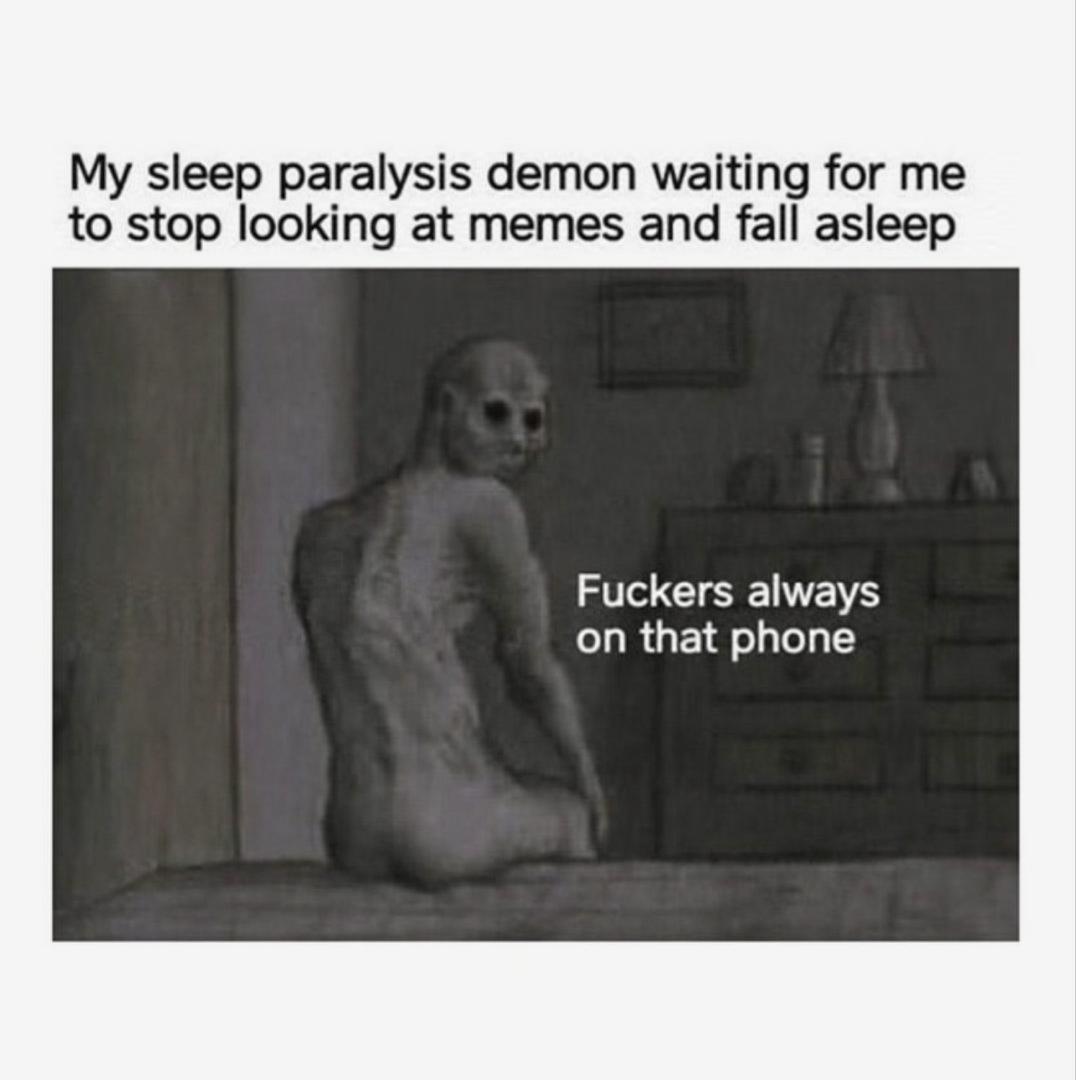 My sleep paralysis demon waiting for me
to stop looking at memes and fall asleep
Fuckers always
on that phone